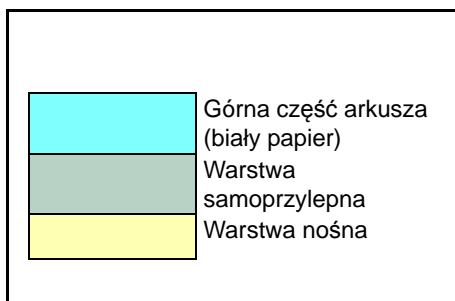 Górna część arkusza
(biały papier)
Warstwa
samoprzylepna
Warstwa nośna